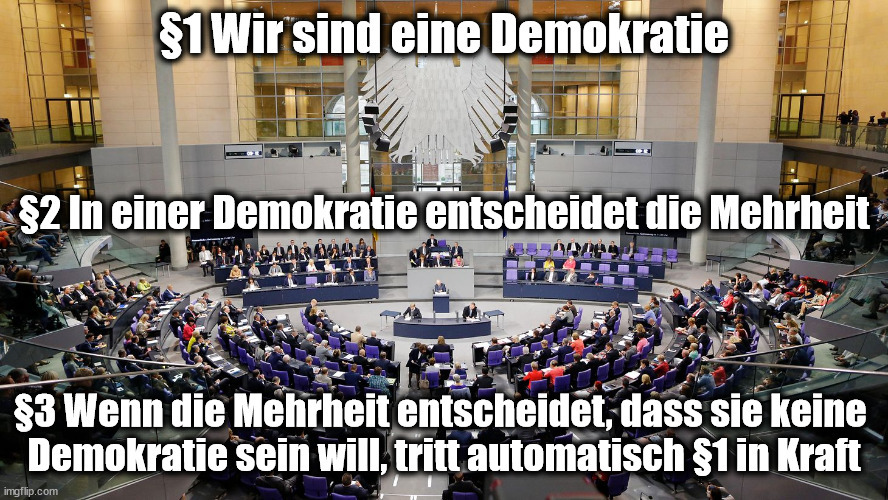 §1 Wir sind eine Demokratie
§2 In einer Demokratie entscheidet die Mehrheit
§3 Wenn die Mehrheit entscheidet, dass sie keine
Demokratie sein will, tritt automatisch §1 in Kraft
imgflip.com